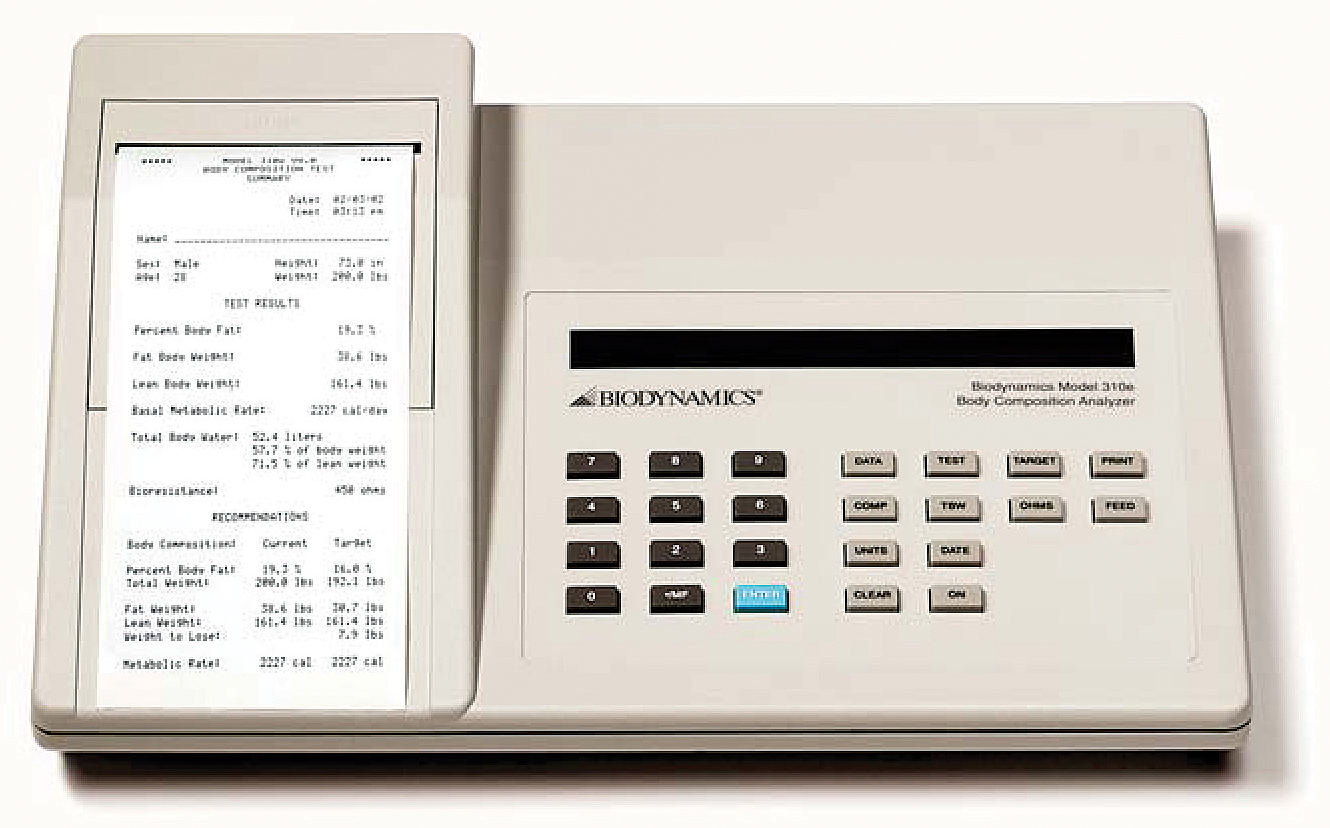 ***** MODEL 310e V8.0 *****
BODY COMPOSITION TEST
SUMMARY
Date:
Time: 03:13 pm
Name:
Sex: Male Height: 73.0 in
Age: 28 Weight: 200.0 lbs
TEST RESULTS
Percent Body Fat: 19.3 %
Fat Body Weight: 38.6 lbs
Lean Body Weight: 161.4 lbs
Basal Metabolic Rate: 2227 cal/day
Total Body Water: 52.4 liters
57.7 % of body weight
71.5 % of lean weight
Bioresistance: 450 ohms
RECOMMENDATIONS
Body Composition: Current Target
Percent Body Fat: 19.3 % 16.0 %
Total Weight: 200.0 lbs 192.1 lbs
Fat Weight: 38.6 lbs 30.7 lbs
Lean Weight: 161.4 lbs 161.4 lbs
Weight to Lose: 7.9 lbs
Metabolic Rate: 2227 cal 2227 cal
BIODYNAMICS®
Biodynamics Model 310e
Body Composition Analyzer
7 8 9 DATA TEST TARGET PRINT
4 5 6 COMP TBW OHMS FEED
1 2 3 UNITS DATE
0 •/M/F ENTER CLEAR ON